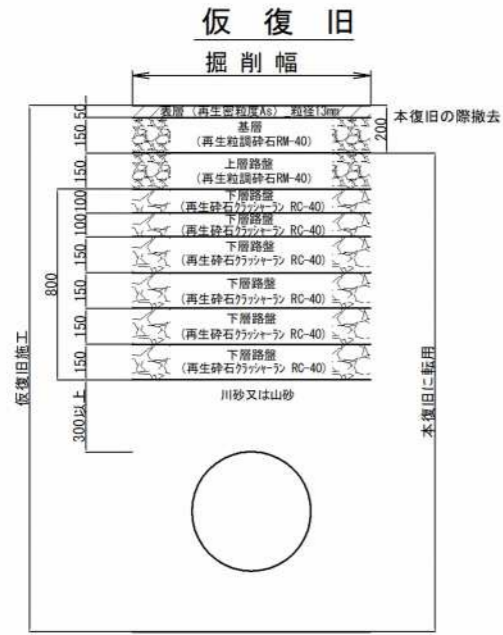 仮復旧
掘削幅
表層 (再生密粒度As) 粒径13mm
本復旧の際撤去
50
200
基層
(再生粒調砕石RM-40)
150
上層路盤
(再生粒調砕石RM-40)
150
下層路盤
(再生砕石クラッシャーラン RC-40)
100
下層路盤
(再生砕石クラッシャーラン RC-40)
100
下層路盤
(再生砕石クラッシャーラン RC-40)
150
下層路盤
(再生砕石クラッシャーラン RC-40)
150
下層路盤
(再生砕石クラッシャーラン RC-40)
150
下層路盤
(再生砕石クラッシャーラン RC-40)
150
800
川砂又は山砂
300以上
仮復旧施工
本復旧に転用